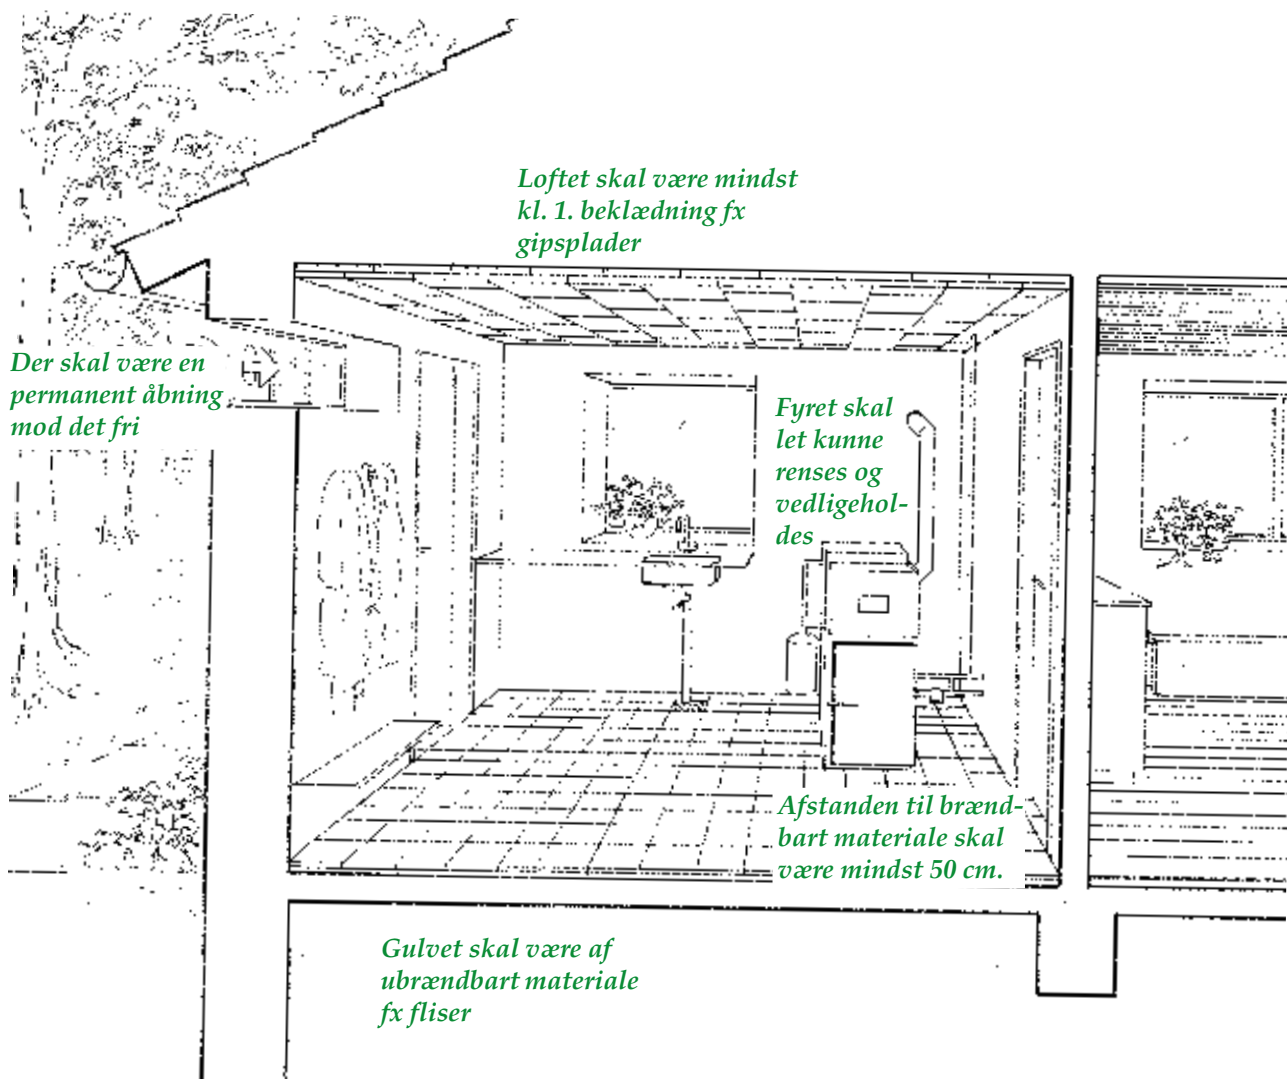 Loftet skal være mindst
kl. 1. beklædning fx
gipsplader
Der skal være en
permanent åbning
mod det fri
Fyret skal
let kunne
renses og
vedligehol-
des
Afstanden til brænd-
bart materiale skal
være mindst 50 cm.
Gulvet skal være af
ubrændbart materiale
fx fliser